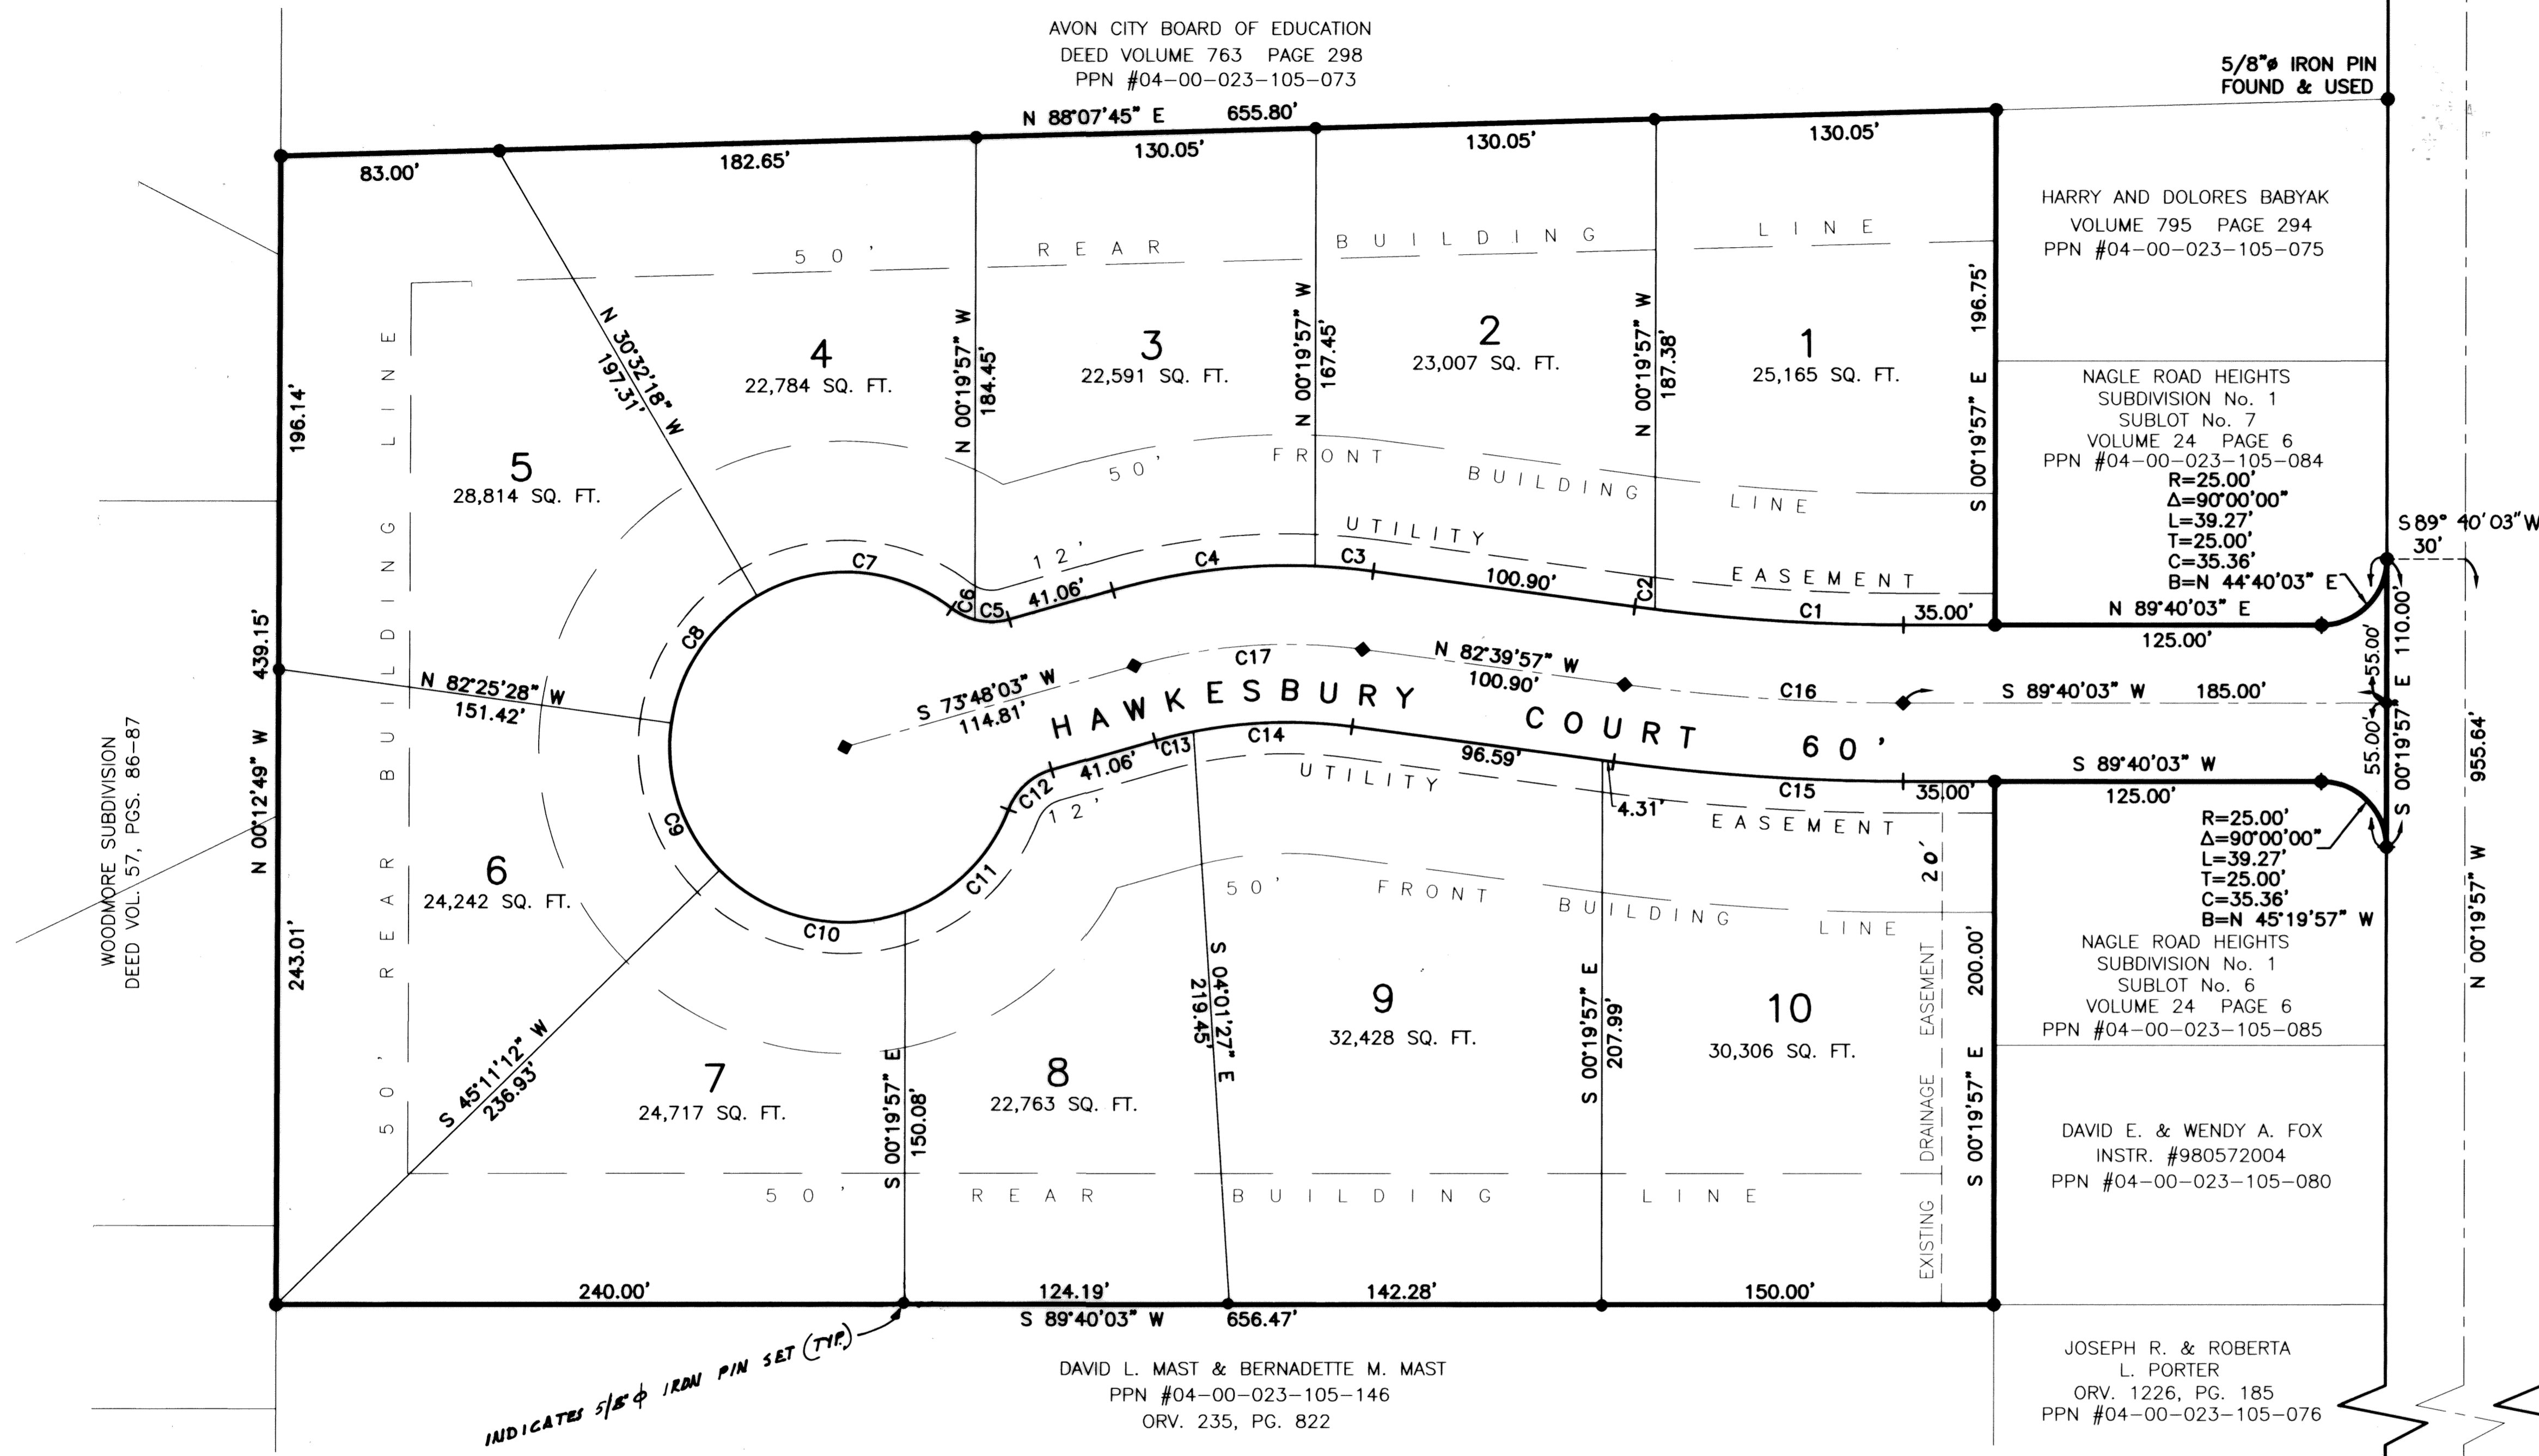 AVON CITY BOARD OF EDUCATION
DEED VOLUME 763 PAGE 298
PPN #04-00-023-105-073
5/8"ø IRON PIN
FOUND & USED
N 88°07'45" E 655.80'
83.00'
182.65'
130.05'
130.05'
130.05'
HARRY AND DOLORES BABYAK
VOLUME 795 PAGE 294
PPN #04-00-023-105-075
50' REAR BUILDING LINE
196.14'
N 30°32'18" W
197.31'
4
22,784 SQ. FT.
N 00°19'57" W
184.45'
3
22,591 SQ. FT.
N 00°19'57" W
167.45'
2
23,007 SQ. FT.
N 00°19'57" W
187.38'
1
25,165 SQ. FT.
S 00°19'57" E 196.75'
NAGLE ROAD HEIGHTS
SUBDIVISION No. 1
SUBLOT No. 7
VOLUME 24 PAGE 6
PPN #04-00-023-105-084
R=25.00'
Δ=90°00'00"
L=39.27'
T=25.00'
C=35.36'
B=N 44°40'03" E
S89° 40'03"W
30'
5
28,814 SQ. FT.
50' REAR BUILDING LINE
50' FRONT BUILDING LINE
12' UTILITY EASEMENT
C7
C6
C5
41.06'
C4
C3
100.90'
C2
C1
35.00'
N 89°40'03" E
125.00'
C8
439.15'
N 00°12'49" W
N 82°25'28" W
151.42'
S 73°48'03" W
114.81'
C17
N 82°39'57" W
100.90'
C16
S 89°40'03" W 185.00'
55.00'
55.00'
S 00°19'57" E 110.00'
HAWKESBURY COURT 60'
WOODMORE SUBDIVISION
DEED VOL. 57, PGS. 86-87
C9
C10
C11
C12
41.06'
C13
C14
96.59'
4.31'
C15
35.00'
S 89°40'03" W
125.00'
12' UTILITY EASEMENT
955.64'
N 00°19'57" W
R=25.00'
Δ=90°00'00"
L=39.27'
T=25.00'
C=35.36'
B=N 45°19'57" W
NAGLE ROAD HEIGHTS
SUBDIVISION No. 1
SUBLOT No. 6
VOLUME 24 PAGE 6
PPN #04-00-023-105-085
6
24,242 SQ. FT.
50' FRONT BUILDING LINE
20'
EXISTING DRAINAGE EASEMENT
243.01'
S 45°11'12" W
236.93'
7
24,717 SQ. FT.
S 00°19'57" E
150.08'
8
22,763 SQ. FT.
S 04°01'27" E
219.45'
9
32,428 SQ. FT.
S 00°19'57" E
207.99'
10
30,306 SQ. FT.
S 00°19'57" E 200.00'
DAVID E. & WENDY A. FOX
INSTR. #980572004
PPN #04-00-023-105-080
50' REAR BUILDING LINE
240.00'
124.19'
142.28'
150.00'
S 89°40'03" W 656.47'
INDICATES 5/8"ϕ IRON PIN SET (TYP.)
DAVID L. MAST & BERNADETTE M. MAST
PPN #04-00-023-105-146
ORV. 235, PG. 822
JOSEPH R. & ROBERTA
L. PORTER
ORV. 1226, PG. 185
PPN #04-00-023-105-076